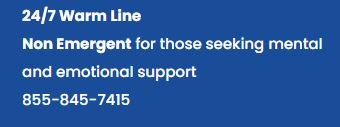 24/7 Warm Line
Non Emergent for those seeking mental
and emotional support
855-845-7415